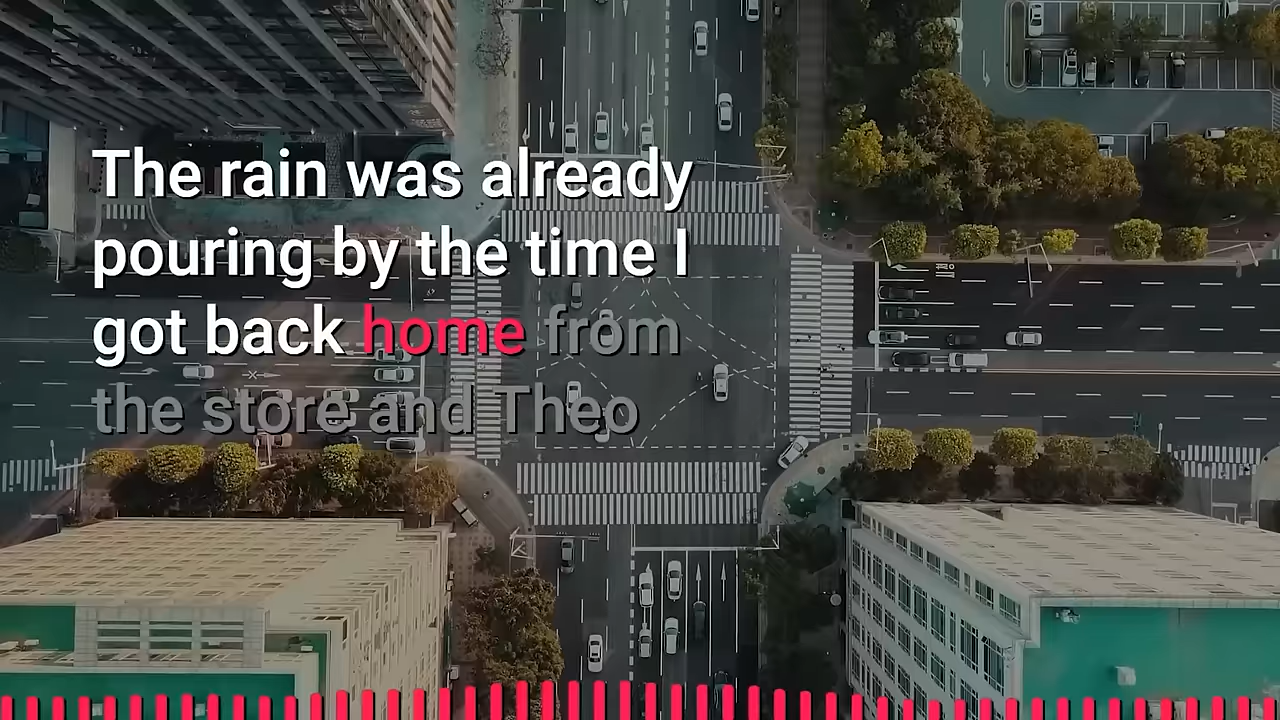 The rain was already
pouring by the time I
got back home from
the store and Theo